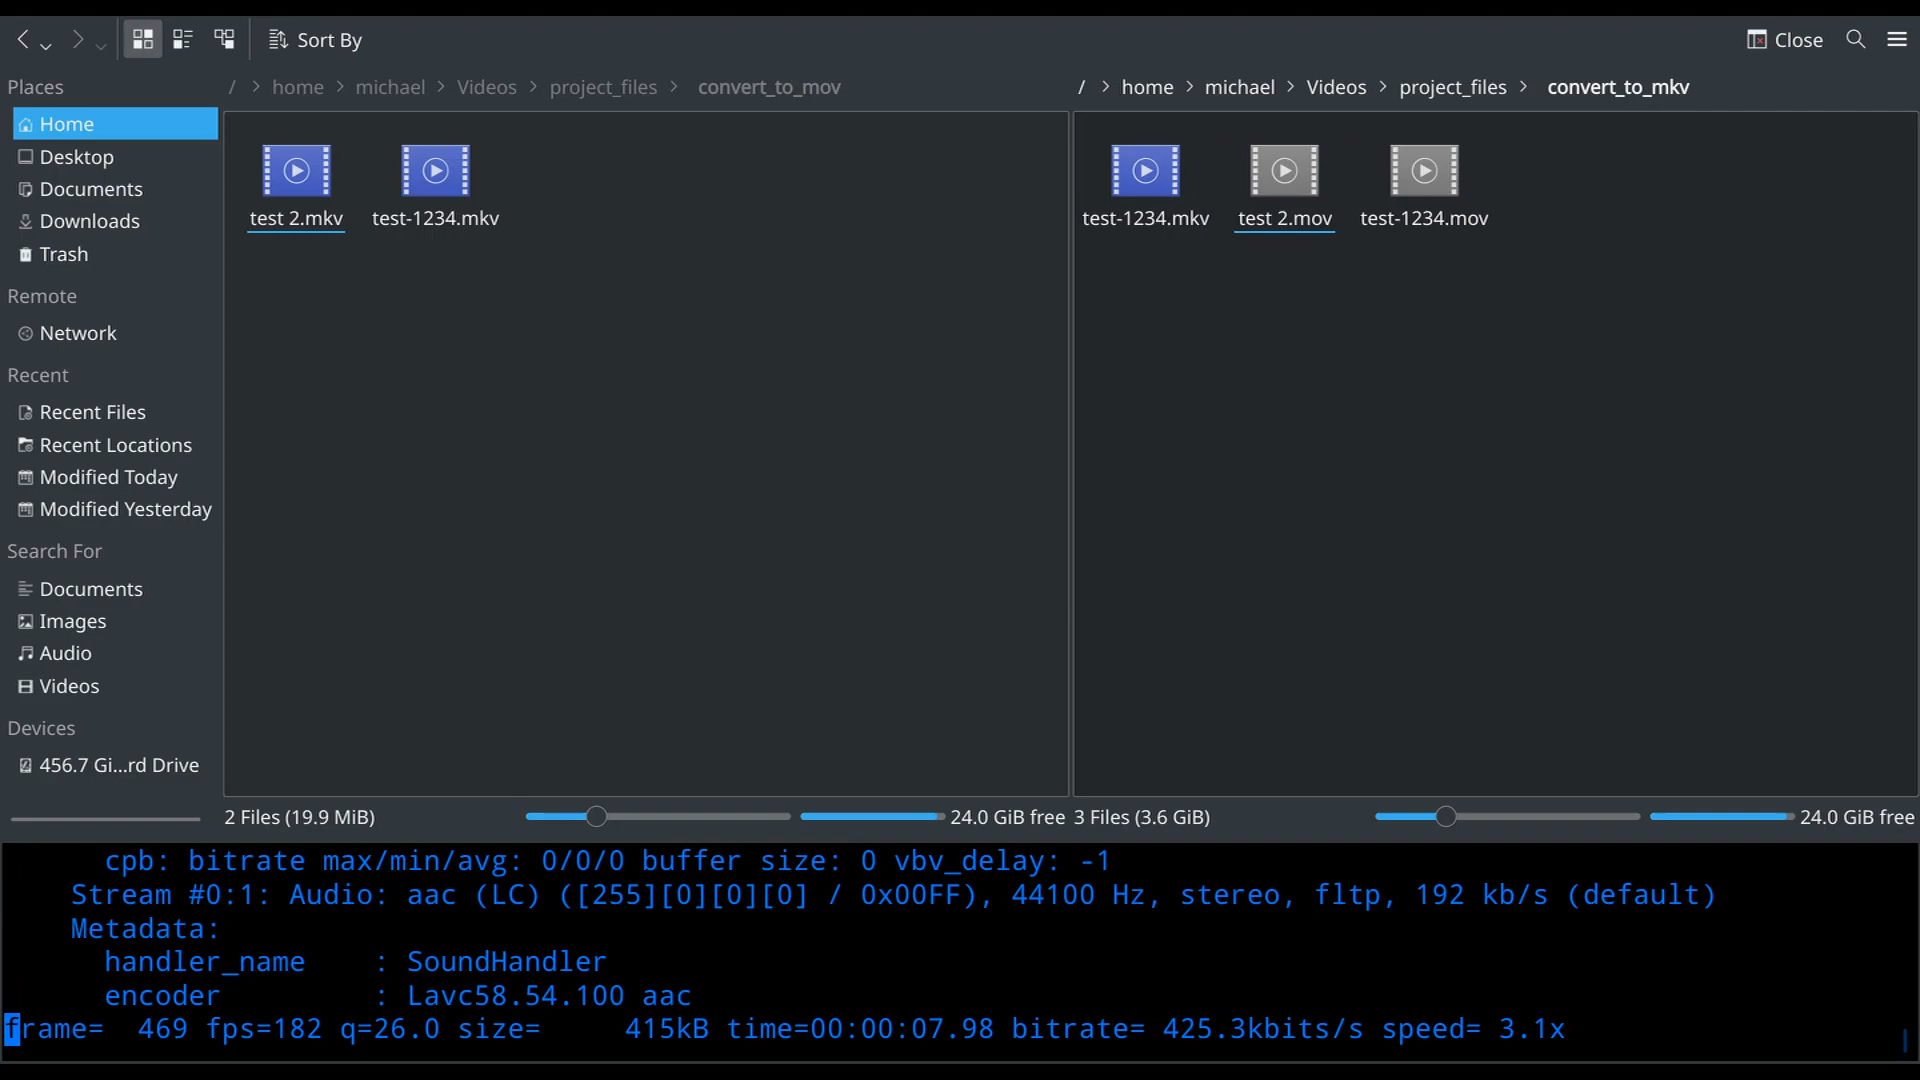 Sort By
Close
Places
Home
Desktop
Documents
Downloads
Trash
Remote
Network
Recent
Recent Files
Recent Locations
Modified Today
Modified Yesterday
Search For
Documents
Images
Audio
Videos
Devices
456.7 Gi...rd Drive
/ > home > michael > Videos > project_files > convert_to_mov
test 2.mkv test-1234.mkv
2 Files (19.9 MiB) 24.0 GiB free
/ > home > michael > Videos > project_files > convert_to_mkv
test-1234.mkv test 2.mov test-1234.mov
3 Files (3.6 GiB) 24.0 GiB free
cpb: bitrate max/min/avg: 0/0/0 buffer size: 0 vbv_delay: -1
Stream #0:1: Audio: aac (LC) ([255][0][0][0] / 0x00FF), 44100 Hz, stereo, fltp, 192 kb/s (default)
Metadata:
handler_name : SoundHandler
encoder : Lavc58.54.100 aac
frame= 469 fps=182 q=26.0 size= 415kB time=00:00:07.98 bitrate= 425.3kbits/s speed= 3.1x